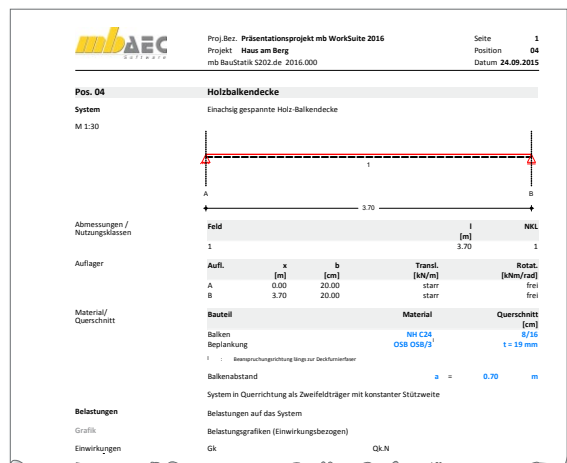 mb AEC
Software
Proj.Bez. Präsentationsprojekt mb WorkSuite 2016 Seite 1
Projekt Haus am Berg Position 04
mb BauStatik S202.de 2016.000 Datum 24.09.2015
Pos. 04 Holzbalkendecke
System Einachsig gespannte Holz-Balkendecke
M 1:30
1
A B
3.70
Abmessungen / Nutzungsklassen
Feld l NKL
[m]
1 3.70 1
Auflager
Aufl. x b Transl. Rotat.
[m] [cm] [kN/m] [kNm/rad]
A 0.00 20.00 starr frei
B 3.70 20.00 starr frei
Material/ Querschnitt
Bauteil Material Querschnitt
[cm]
Balken NH C24 8/16
Beplankung OSB OSB/3 l t = 19 mm
l : Beanspruchungsrichtung längs zur Deckfurnierfaser
Balkenabstand a = 0.70 m
System in Querrichtung als Zweifeldträger mit konstanter Stützweite
Belastungen Belastungen auf das System
Grafik Belastungsgrafiken (Einwirkungsbezogen)
Einwirkungen Gk Qk.N